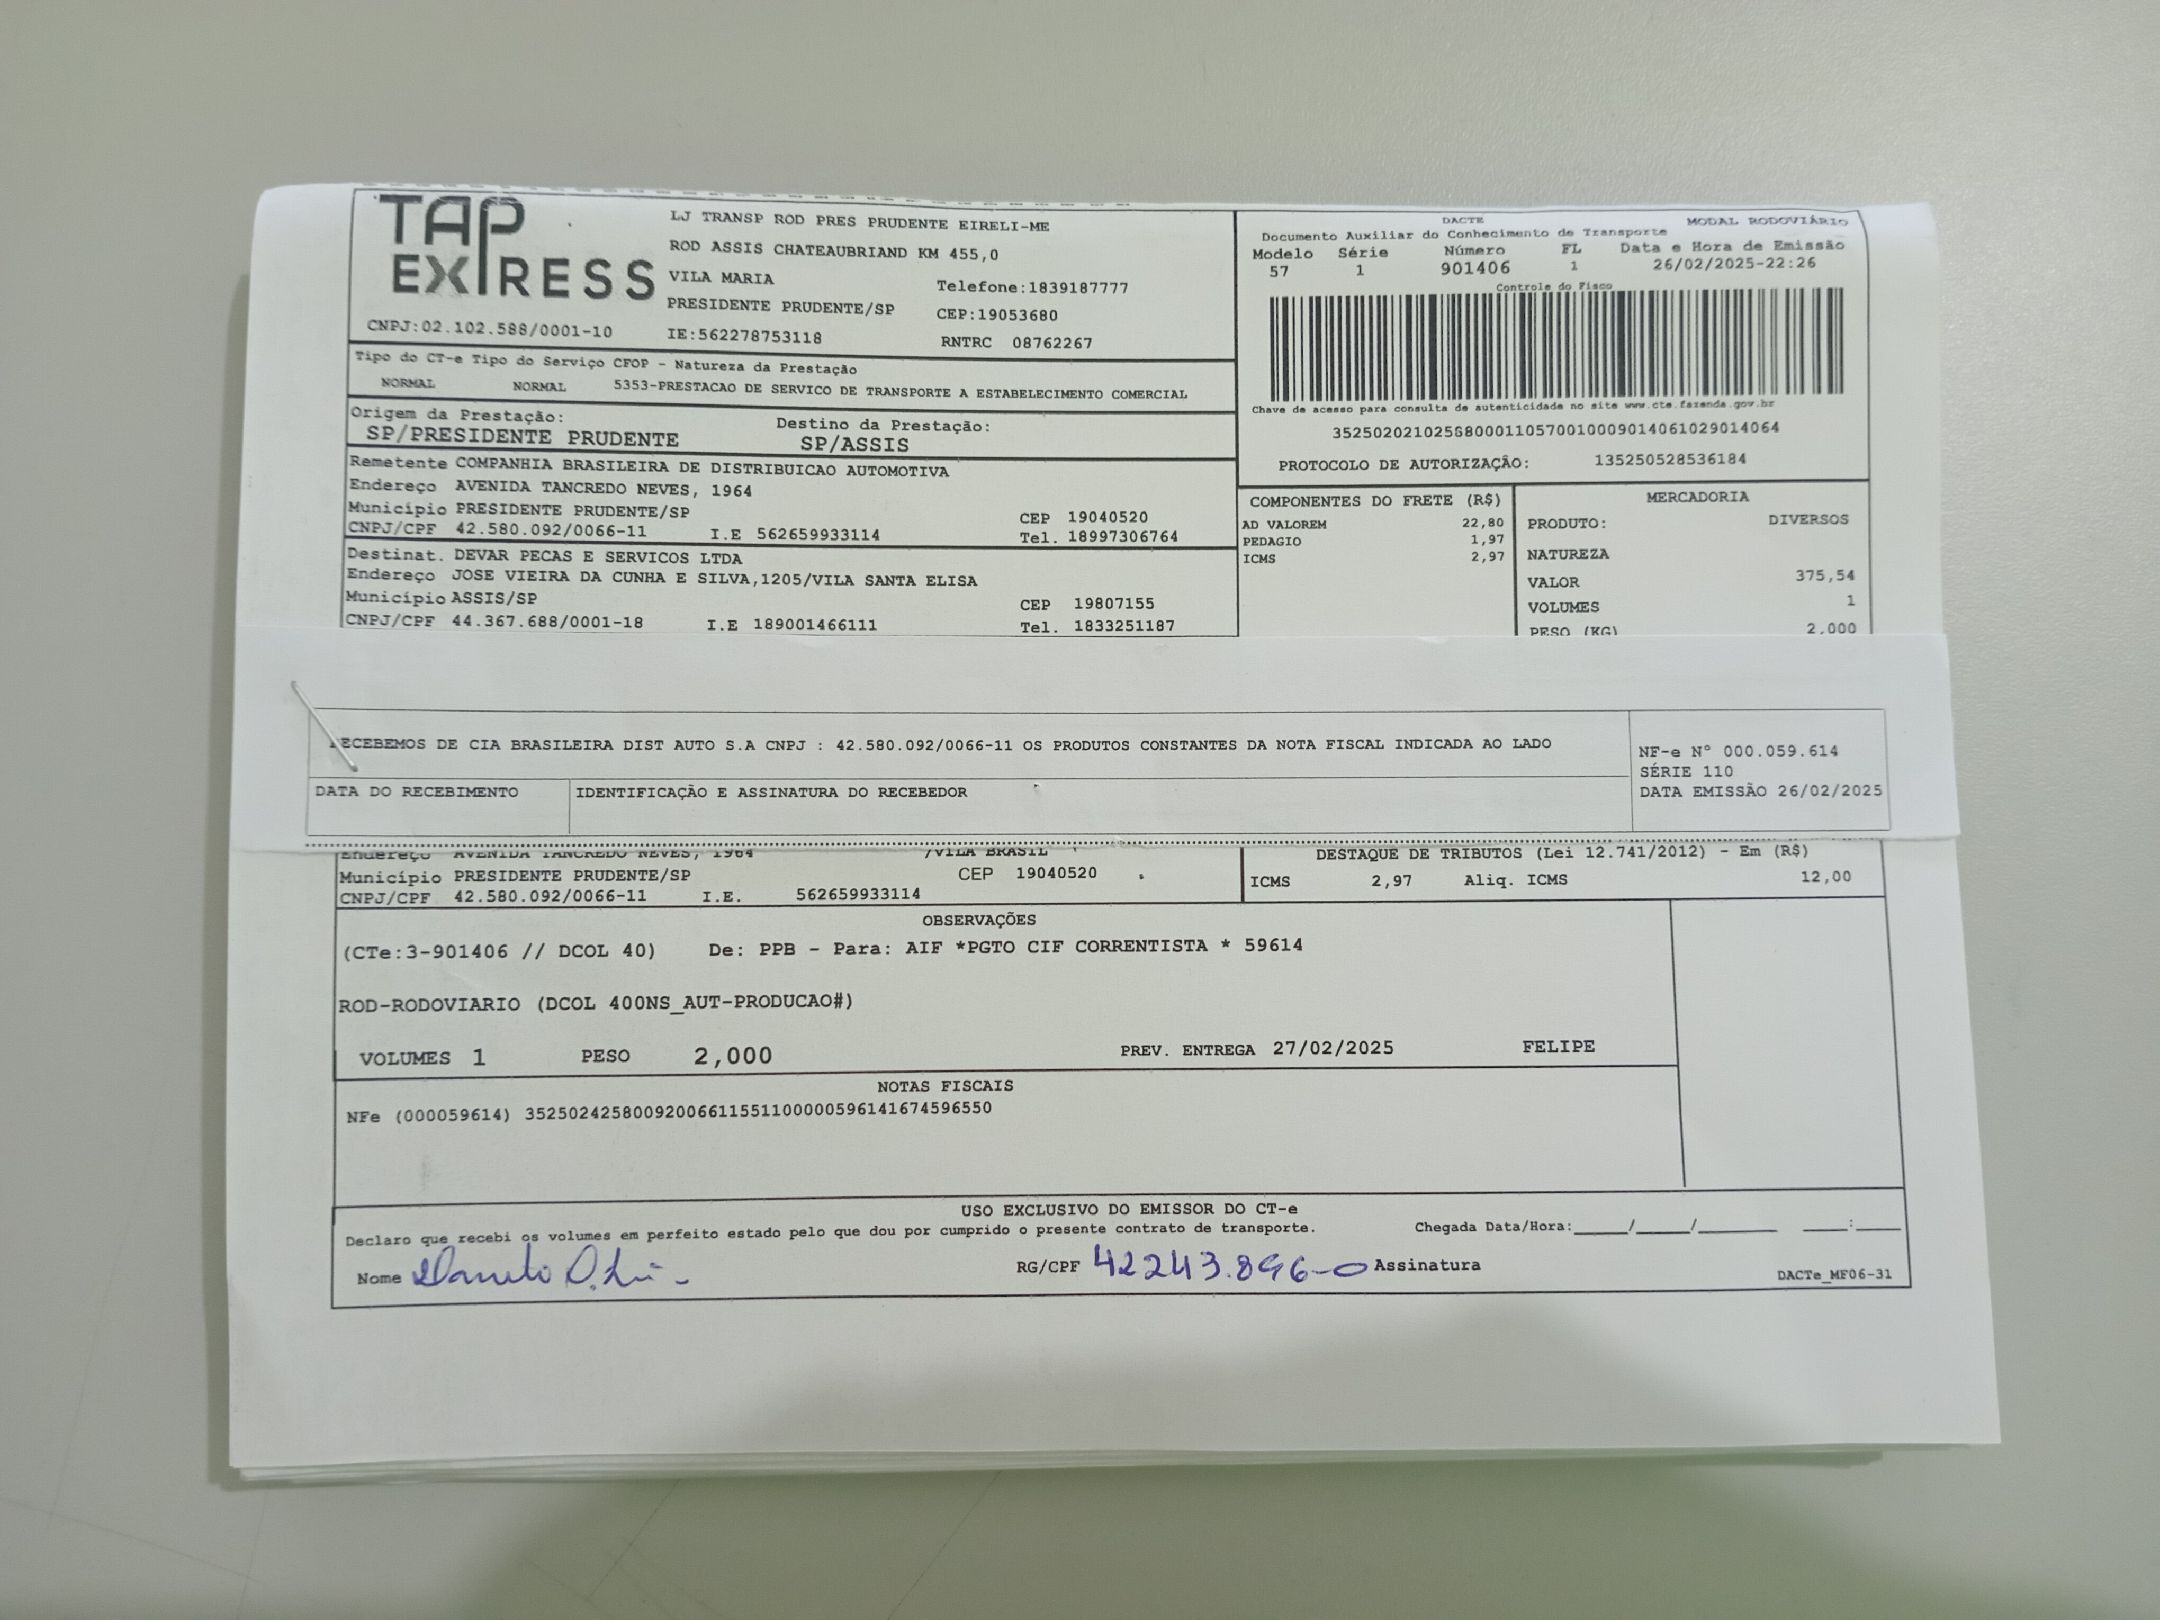 TAP EXPRESS
LJ TRANSP ROD PRES PRUDENTE EIRELI-ME
ROD ASSIS CHATEAUBRIAND KM 455,0
VILA MARIA
Telefone:1839187777
PRESIDENTE PRUDENTE/SP
CEP:19053680
CNPJ:02.102.588/0001-10
IE:562278753118
RNTRC 08762267
DACTE
MODAL RODOVIÁRIO
Documento Auxiliar do Conhecimento de Transporte
Modelo Série Número FL Data e Hora de Emissão
57 1 901406 1 26/02/2025-22:26
Controle do Fisco
Chave de acesso para consulta de autenticidade no site www.cte.fazenda.gov.br
35250202102588000110570010009014061029014064
PROTOCOLO DE AUTORIZAÇÃO: 135250528536184
Tipo do CT-e Tipo do Serviço CFOP - Natureza da Prestação
NORMAL NORMAL 5353-PRESTACAO DE SERVICO DE TRANSPORTE A ESTABELECIMENTO COMERCIAL
Origem da Prestação: Destino da Prestação:
SP/PRESIDENTE PRUDENTE SP/ASSIS
Remetente COMPANHIA BRASILEIRA DE DISTRIBUICAO AUTOMOTIVA
Endereço AVENIDA TANCREDO NEVES, 1964
Município PRESIDENTE PRUDENTE/SP CEP 19040520
CNPJ/CPF 42.580.092/0066-11 I.E 562659933114 Tel. 18997306764
Destinat. DEVAR PECAS E SERVICOS LTDA
Endereço JOSE VIEIRA DA CUNHA E SILVA,1205/VILA SANTA ELISA
Município ASSIS/SP CEP 19807155
CNPJ/CPF 44.367.688/0001-18 I.E 189001466111 Tel. 1833251187
COMPONENTES DO FRETE (R$)
AD VALOREM 22,80
PEDAGIO 1,97
ICMS 2,97
MERCADORIA
PRODUTO: DIVERSOS
NATUREZA
VALOR 375,54
VOLUMES 1
PESO (KG) 2,000
RECEBEMOS DE CIA BRASILEIRA DIST AUTO S.A CNPJ : 42.580.092/0066-11 OS PRODUTOS CONSTANTES DA NOTA FISCAL INDICADA AO LADO
NF-e N° 000.059.614
SÉRIE 110
DATA EMISSÃO 26/02/2025
DATA DO RECEBIMENTO IDENTIFICAÇÃO E ASSINATURA DO RECEBEDOR
Endereço AVENIDA TANCREDO NEVES, 1964 /VILA BRASIL
Município PRESIDENTE PRUDENTE/SP CEP 19040520
CNPJ/CPF 42.580.092/0066-11 I.E. 562659933114
DESTAQUE DE TRIBUTOS (Lei 12.741/2012) - Em (R$)
ICMS 2,97 Aliq. ICMS 12,00
OBSERVAÇÕES
(CTe:3-901406 // DCOL 40) De: PPB - Para: AIF *PGTO CIF CORRENTISTA * 59614
ROD-RODOVIARIO (DCOL 400NS_AUT-PRODUCAO#)
VOLUMES 1 PESO 2,000 PREV. ENTREGA 27/02/2025 FELIPE
NOTAS FISCAIS
NFe (000059614) 35250242580092006611551100000596141674596550
USO EXCLUSIVO DO EMISSOR DO CT-e
Declaro que recebi os volumes em perfeito estado pelo que dou por cumprido o presente contrato de transporte. Chegada Data/Hora:____/____/______ ____:____
Nome RG/CPF 42243.896-0 Assinatura
DACTe_MF06-31